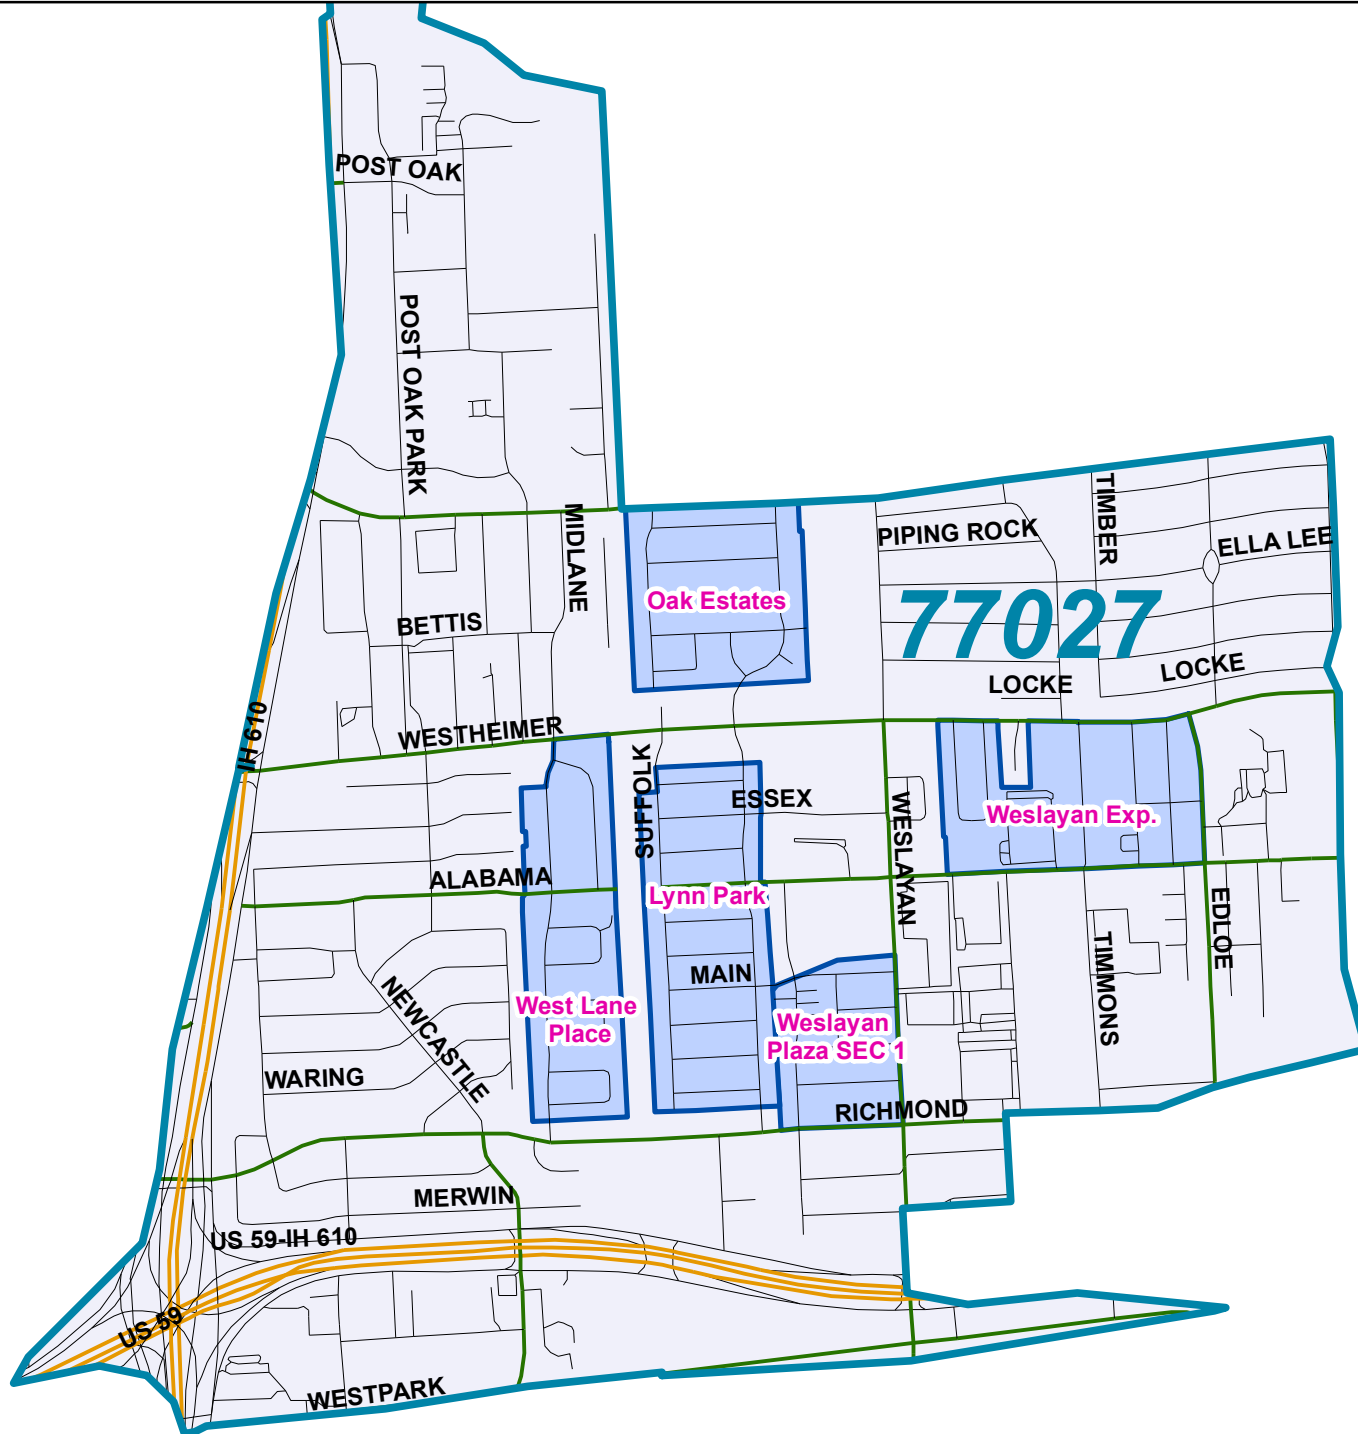 POST OAK
POST OAK PARK
MIDLANE
TIMBER
PIPING ROCK
ELLA LEE
Oak Estates
77027
BETTIS
LOCKE
LOCKE
IH 610
WESTHEIMER
SUFFOLK
ESSEX
WESLAYAN
Weslayan Exp.
ALABAMA
Lynn Park
EDLOE
TIMMONS
MAIN
NEWCASTLE
West Lane
Place
Weslayan
Plaza SEC 1
WARING
RICHMOND
MERWIN
US 59-IH 610
US 59
WESTPARK